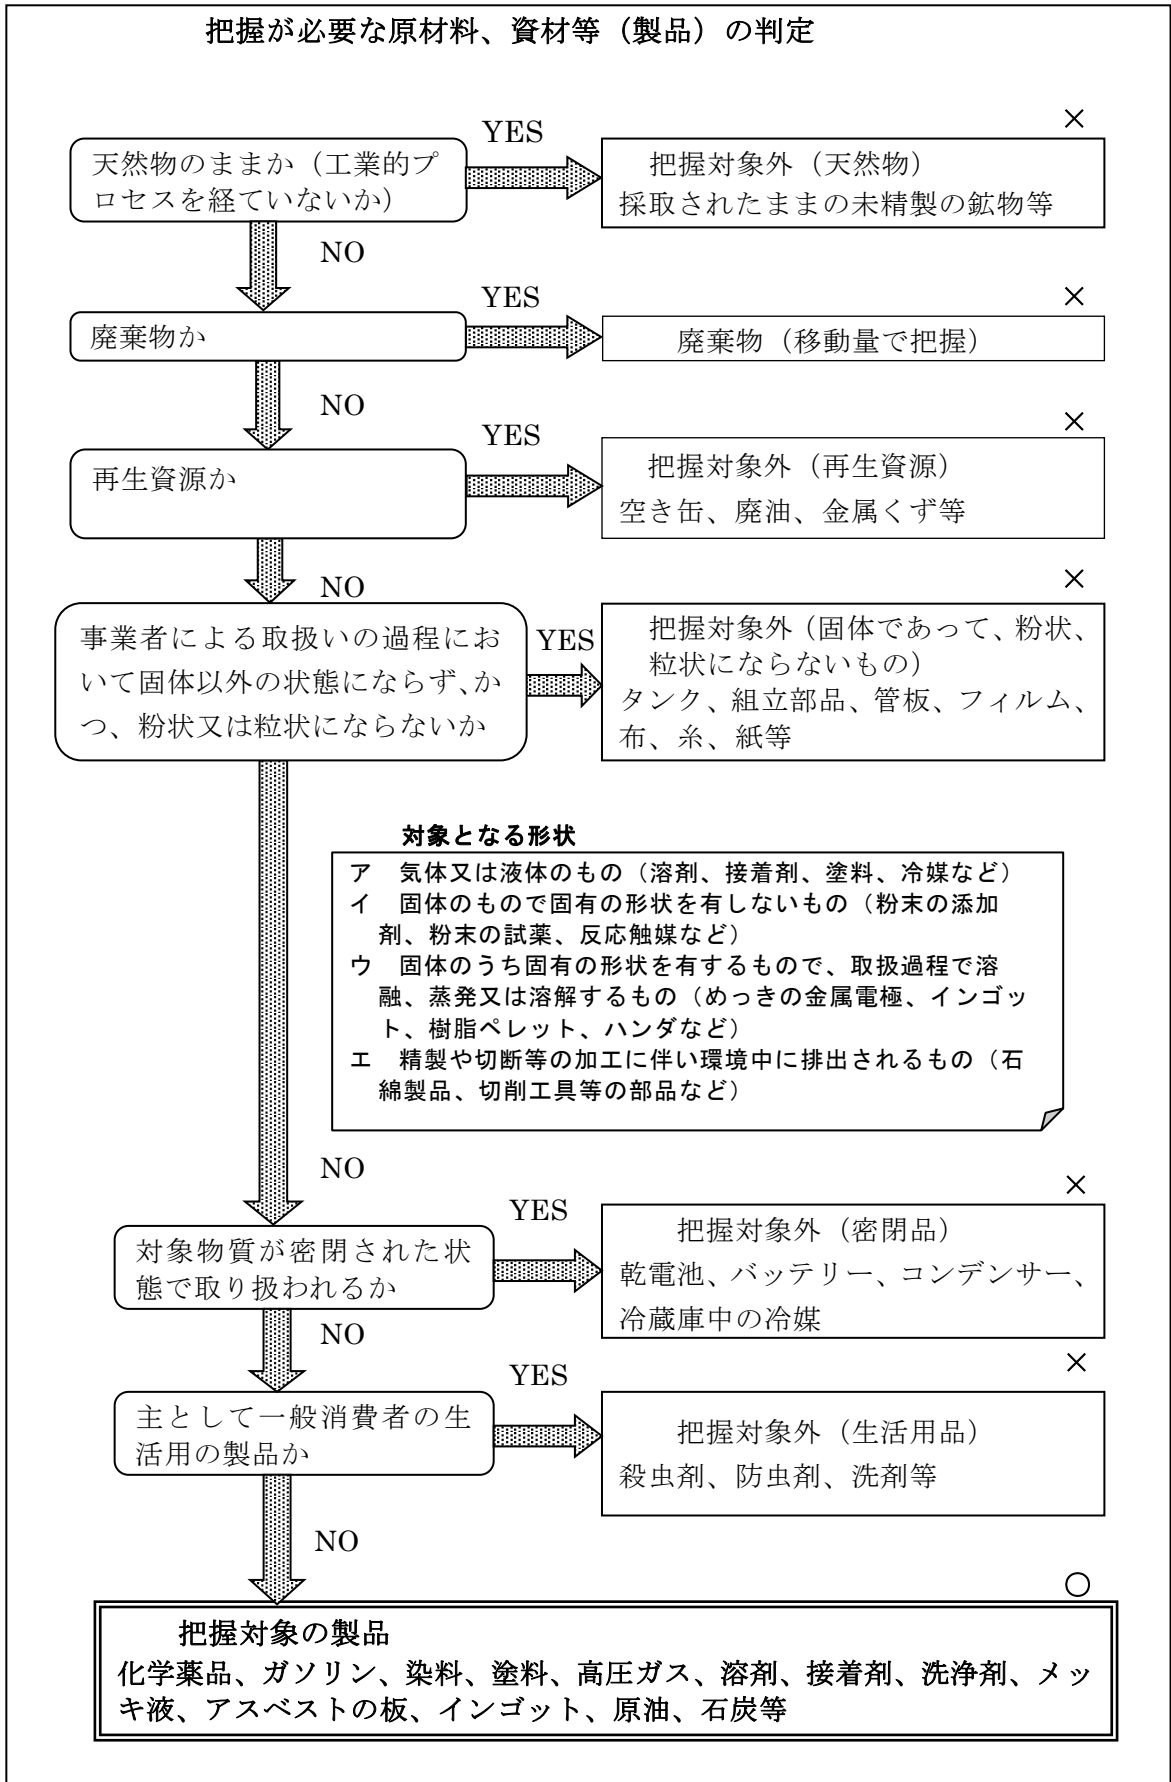 把握が必要な原材料、資材等（製品）の判定
YES
×
天然物のままか（工業的プ
ロセスを経ていないか）
把握対象外（天然物）
採取されたままの未精製の鉱物等
NO
YES
×
廃棄物か
廃棄物（移動量で把握）
NO
YES
×
再生資源か
把握対象外（再生資源）
空き缶、廃油、金属くず等
NO
×
事業者による取扱いの過程にお
いて固体以外の状態にならず、か
つ、粉状又は粒状にならないか
YES
把握対象外（固体であって、粉状、
粒状にならないもの）
タンク、組立部品、管板、フィルム、
布、糸、紙等
対象となる形状
ア　気体又は液体のもの（溶剤、接着剤、塗料、冷媒など）
イ　固体のもので固有の形状を有しないもの（粉末の添加
剤、粉末の試薬、反応触媒など）
ウ　固体のうち固有の形状を有するもので、取扱過程で溶
融、蒸発又は溶解するもの（めっきの金属電極、インゴッ
ト、樹脂ペレット、ハンダなど）
エ　精製や切断等の加工に伴い環境中に排出されるもの（石
綿製品、切削工具等の部品など）
NO
YES
×
対象物質が密閉された状
態で取り扱われるか
把握対象外（密閉品）
乾電池、バッテリー、コンデンサー、
冷蔵庫中の冷媒
NO
YES
×
主として一般消費者の生
活用の製品か
把握対象外（生活用品）
殺虫剤、防虫剤、洗剤等
NO
○
把握対象の製品
化学薬品、ガソリン、染料、塗料、高圧ガス、溶剤、接着剤、洗浄剤、メッ
キ液、アスベストの板、インゴット、原油、石炭等